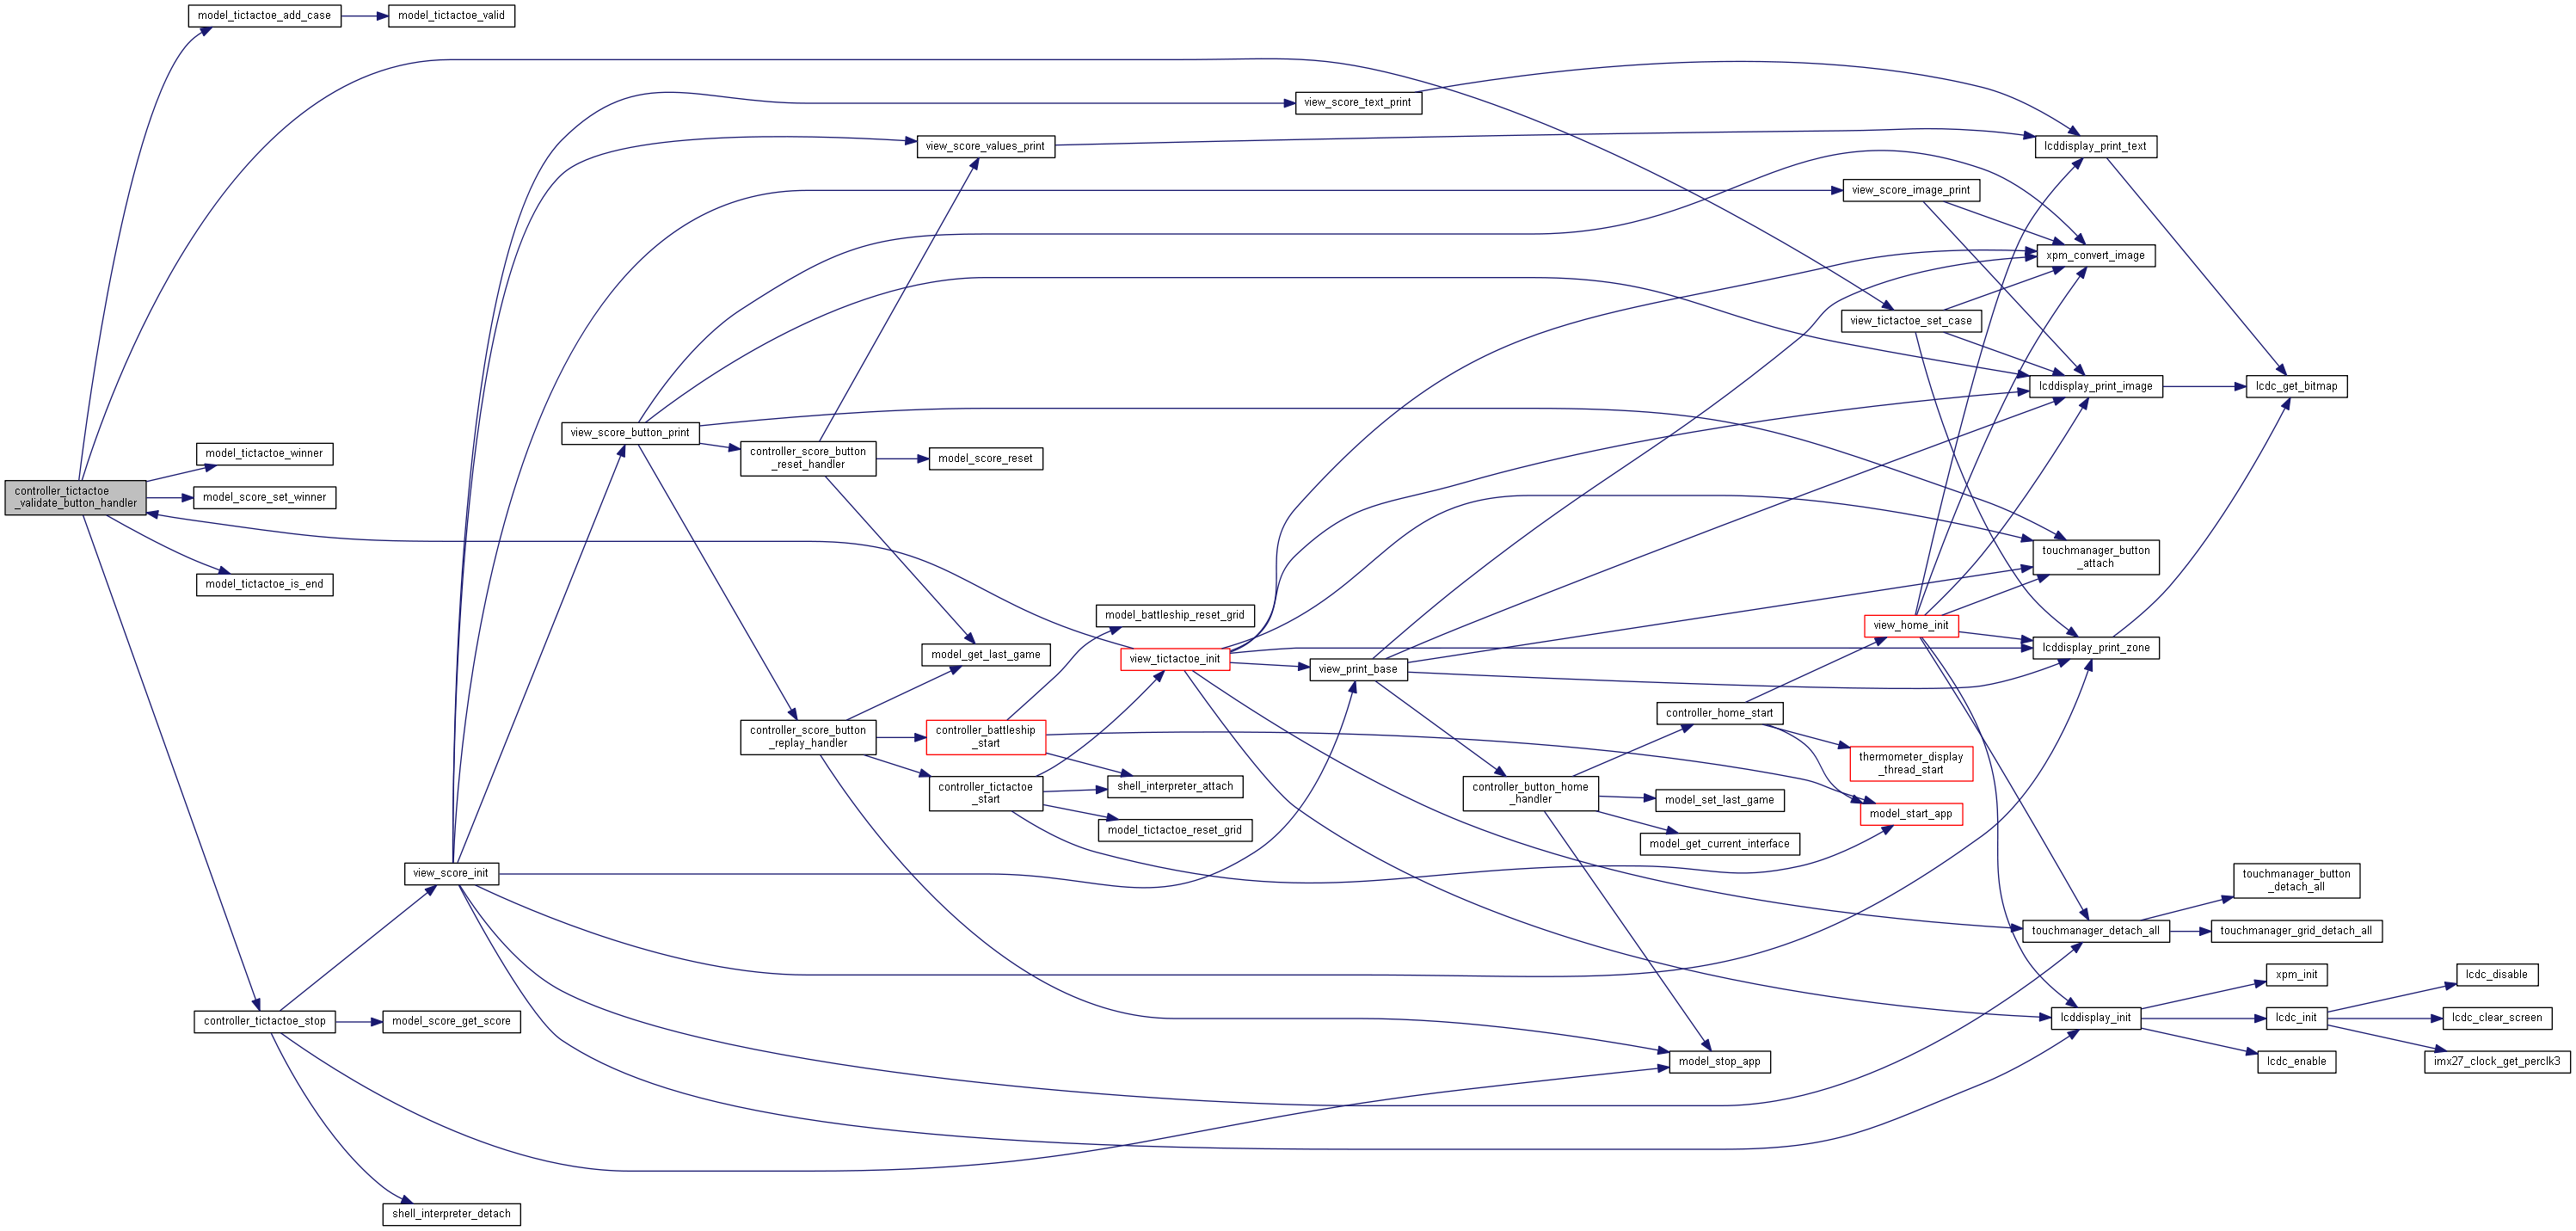 model_tictactoe_add_case
model_tictactoe_valid
view_score_text_print
view_score_values_print
lcddisplay_print_text
view_score_image_print
xpm_convert_image
view_tictactoe_set_case
lcddisplay_print_image
lcdc_get_bitmap
view_score_button_print
controller_score_button
_reset_handler
model_score_reset
model_tictactoe_winner
controller_tictactoe
_validate_button_handler
model_score_set_winner
touchmanager_button
_attach
model_tictactoe_is_end
model_battleship_reset_grid
view_home_init
model_get_last_game
view_tictactoe_init
view_print_base
lcddisplay_print_zone
controller_home_start
controller_score_button
_replay_handler
controller_battleship
_start
thermometer_display
_thread_start
controller_tictactoe
_start
shell_interpreter_attach
controller_button_home
_handler
model_set_last_game
model_start_app
model_tictactoe_reset_grid
model_get_current_interface
view_score_init
touchmanager_button
_detach_all
touchmanager_detach_all
touchmanager_grid_detach_all
xpm_init
lcdc_disable
controller_tictactoe_stop
model_score_get_score
lcddisplay_init
lcdc_init
lcdc_clear_screen
model_stop_app
lcdc_enable
imx27_clock_get_perclk3
shell_interpreter_detach